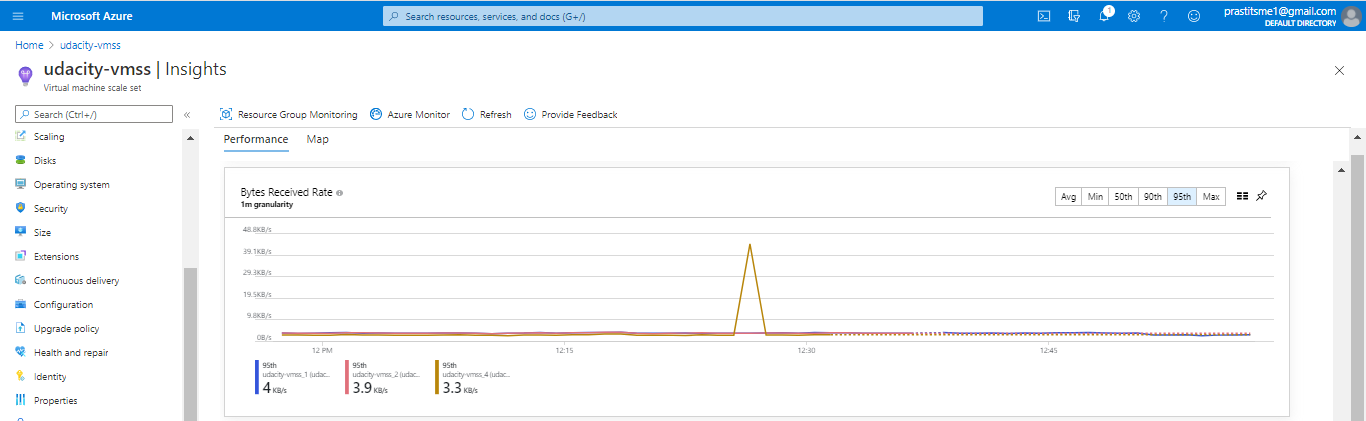 Microsoft Azure
Search resources, services, and docs (G+/)
1
prastitsme1@gmail.com
DEFAULT DIRECTORY
Home > udacity-vmss
udacity-vmss | Insights
Virtual machine scale set
Search (Ctrl+/)
«
Scaling
Disks
Operating system
Security
Size
Extensions
Continuous delivery
Configuration
Upgrade policy
Health and repair
Identity
Properties
Resource Group Monitoring
Azure Monitor
Refresh
Provide Feedback
Performance
Map
Bytes Received Rate
1m granularity
Avg
Min
50th
90th
95th
Max
48.8KB/s
39.1KB/s
29.3KB/s
19.5KB/s
9.8KB/s
0B/s
12 PM
12:15
12:30
12:45
95th
udacity-vmss_1 (udac...
4 KB/s
95th
udacity-vmss_2 (udac...
3.9 KB/s
95th
udacity-vmss_4 (udac...
3.3 KB/s